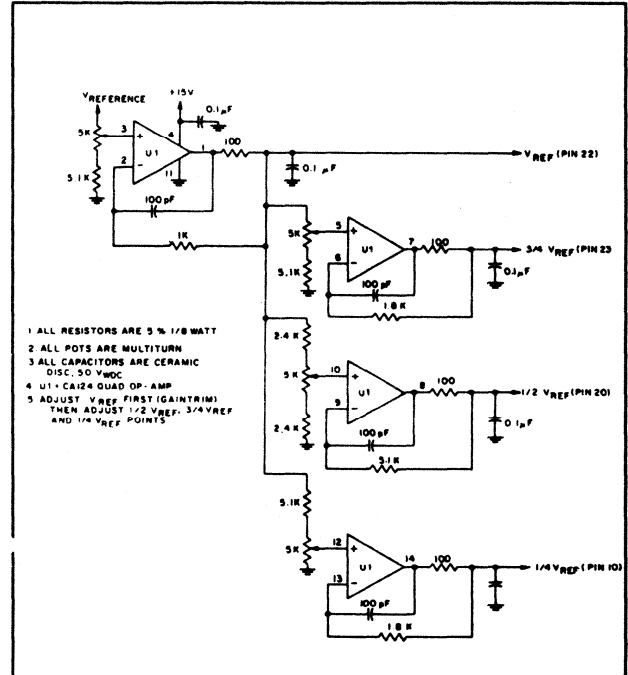 VREFERENCE
+15V
0.1µF
5K
3
+
4
U1
1
100
VREF (PIN 22)
2
-
11
0.1µF
5.1K
100pF
1K
5K
5
+
U1
7
100
3/4 VREF (PIN 23
6
-
5.1K
100pF
0.1µF
1.8K
1 ALL RESISTORS ARE 5 % 1/8 WATT
2. ALL POTS ARE MULTITURN
3 ALL CAPACITORS ARE CERAMIC
DISC, 50 VWDC
4 U1 = CA124 QUAD OP-AMP
5 ADJUST VREF FIRST (GAINTRIM)
THEN ADJUST 1/2 VREF, 3/4 VREF
AND 1/4 VREF POINTS
2.4K
5K
10
+
U1
8
100
1/2 VREF (PIN 20)
9
-
2.4K
100pF
0.1µF
5.1K
5.1K
5K
12
+
U1
14
100
1/4 VREF (PIN 10)
13
-
100pF
1.8K